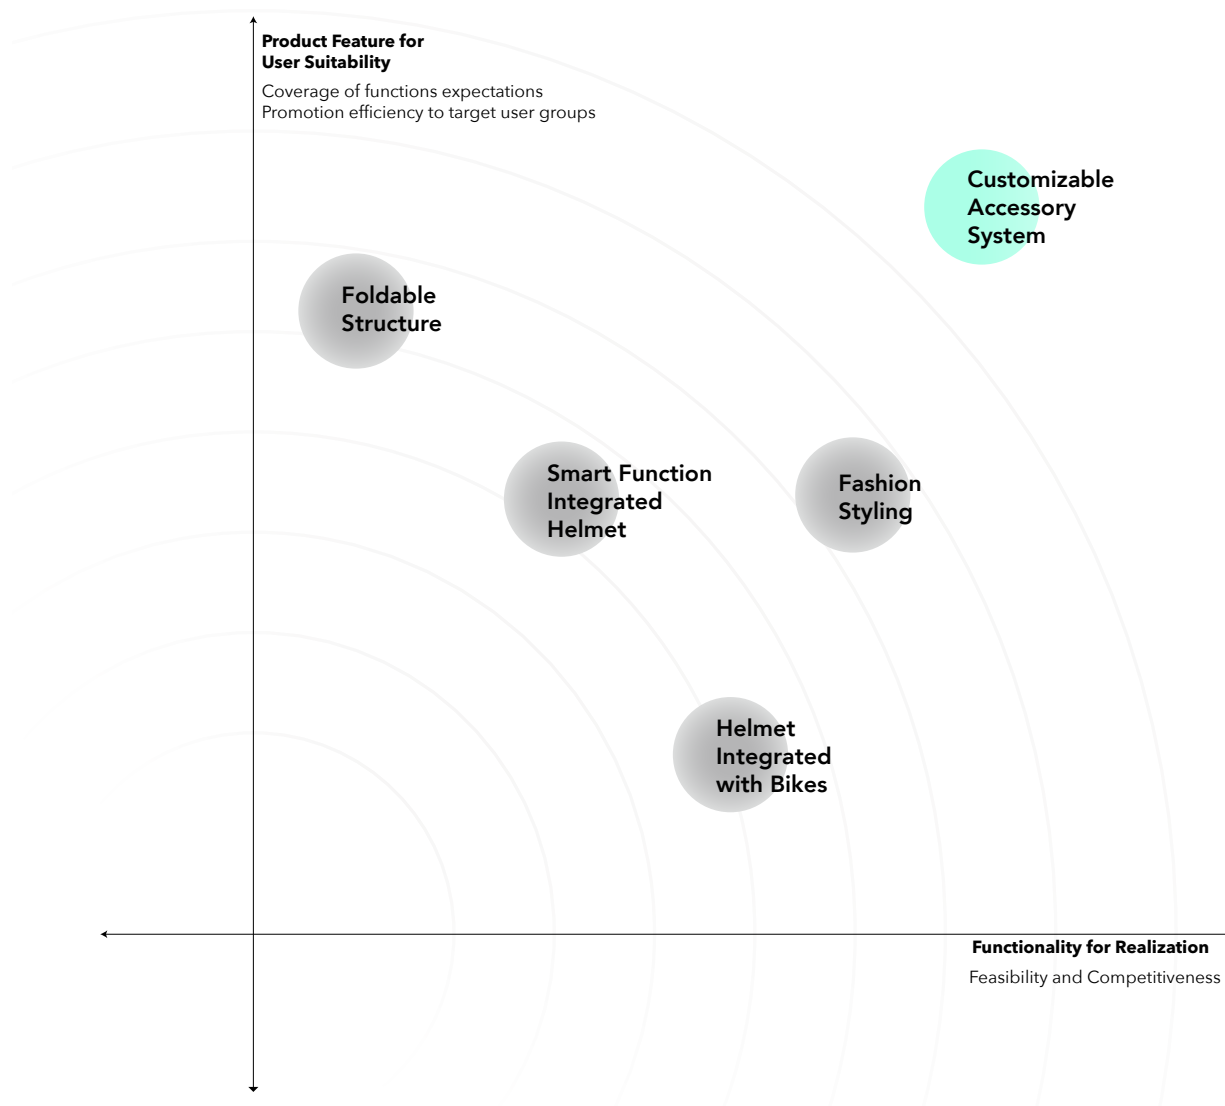 Product Feature for
User Suitability
Coverage of functions expectations
Promotion efficiency to target user groups
Customizable
Accessory
System
Foldable
Structure
Smart Function
Integrated
Helmet
Fashion
Styling
Helmet
Integrated
with Bikes
Functionality for Realization
Feasibility and Competitiveness